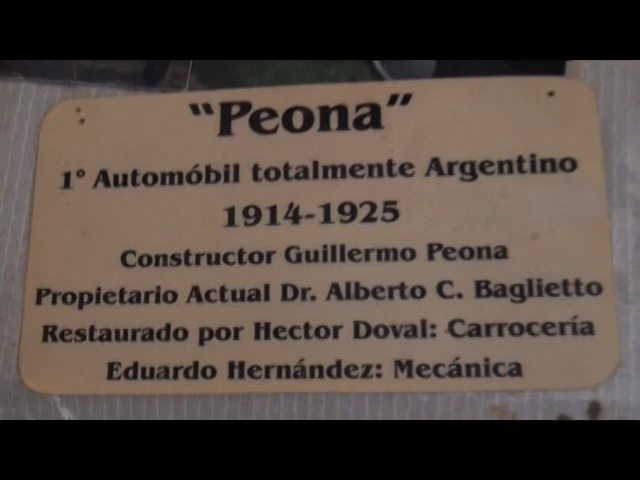 "Peona"
1° Automóbil totalmente Argentino
1914-1925
Constructor Guillermo Peona
Propietario Actual Dr. Alberto C. Baglietto
Restaurado por Hector Doval: Carrocería
Eduardo Hernández: Mecánica